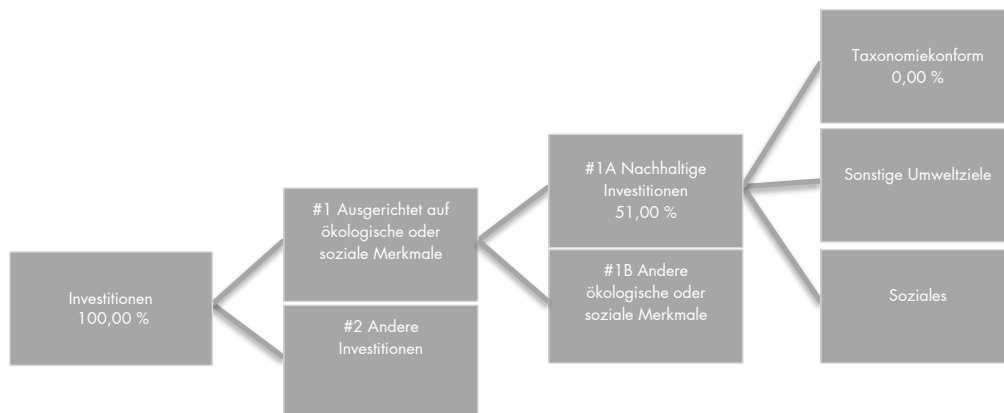 Investitionen
100,00 %
#1 Ausgerichtet auf
ökologische oder
soziale Merkmale
#2 Andere
Investitionen
#1A Nachhaltige
Investitionen
51,00 %
#1B Andere
ökologische oder
soziale Merkmale
Taxonomiekonform
0,00 %
Sonstige Umweltziele
Soziales